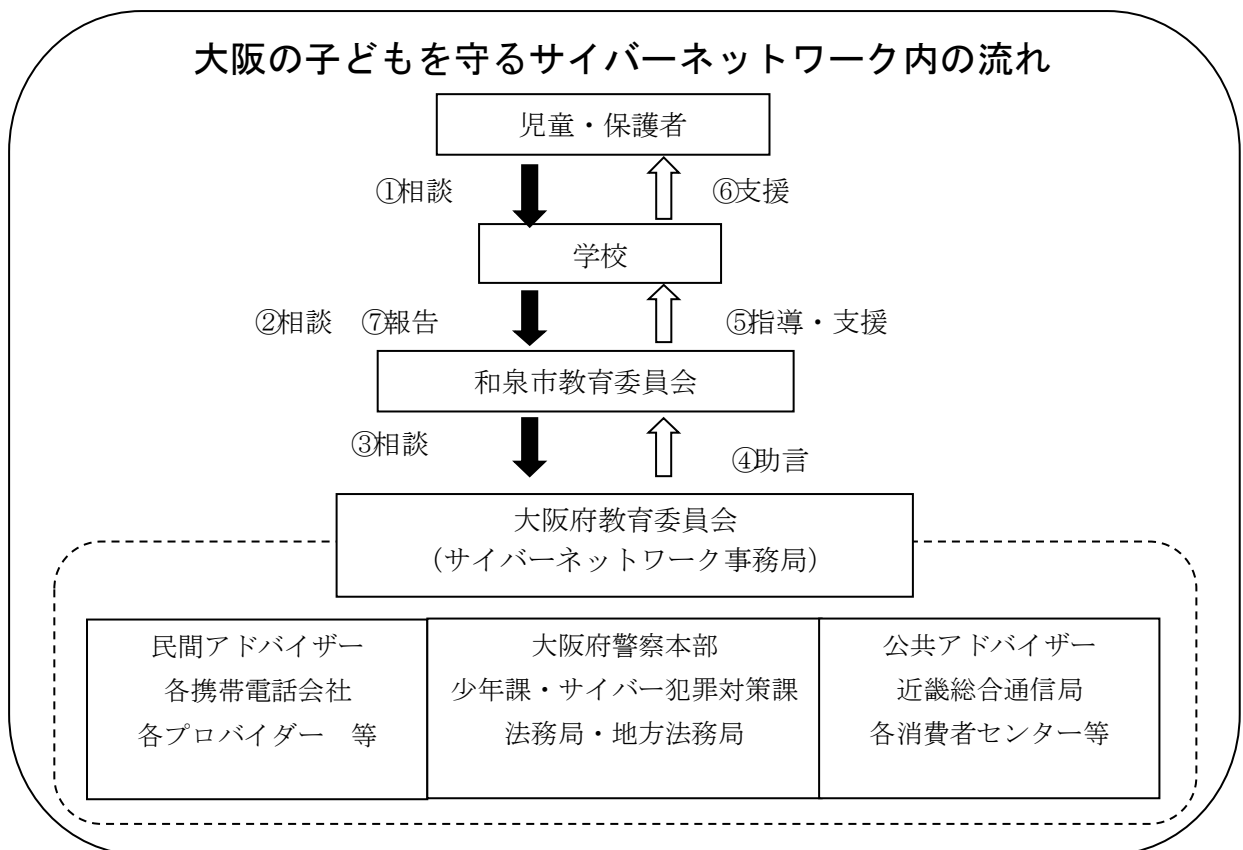 大阪の子どもを守るサイバーネットワーク内の流れ
児童・保護者
①相談
⑥支援
学校
②相談　⑦報告
⑤指導・支援
和泉市教育委員会
③相談
④助言
大阪府教育委員会
（サイバーネットワーク事務局）
民間アドバイザー
各携帯電話会社
各プロバイダー　等
大阪府警察本部
少年課・サイバー犯罪対策課
法務局・地方法務局
公共アドバイザー
近畿総合通信局
各消費者センター等